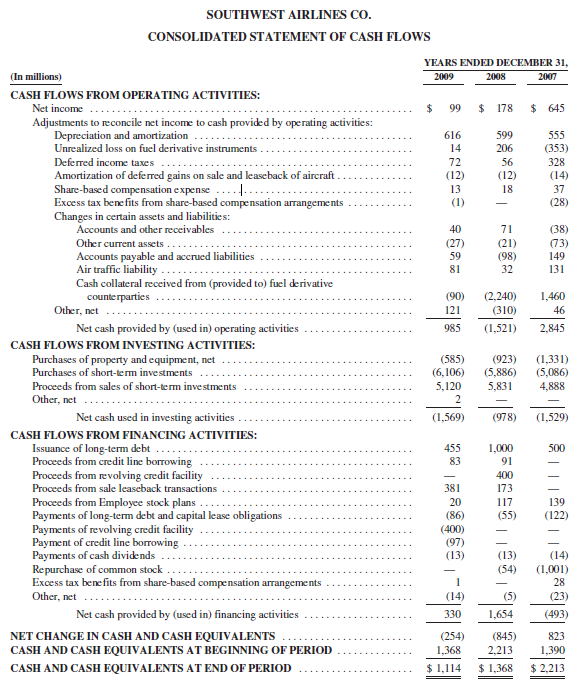 SOUTHWEST AIRLINES CO.
CONSOLIDATED STATEMENT OF CASH FLOWS
YEARS ENDED DECEMBER 31,
(In millions) 2009 2008 2007
CASH FLOWS FROM OPERATING ACTIVITIES:
Net income $ 99 $ 178 $ 645
Adjustments to reconcile net income to cash provided by operating activities:
Depreciation and amortization 616 599 555
Unrealized loss on fuel derivative instruments 14 206 (353)
Deferred income taxes 72 56 328
Amortization of deferred gains on sale and leaseback of aircraft (12) (12) (14)
Share-based compensation expense 13 18 37
Excess tax benefits from share-based compensation arrangements (1) — (28)
Changes in certain assets and liabilities:
Accounts and other receivables 40 71 (38)
Other current assets (27) (21) (73)
Accounts payable and accrued liabilities 59 (98) 149
Air traffic liability 81 32 131
Cash collateral received from (provided to) fuel derivative
counterparties (90) (2,240) 1,460
Other, net 121 (310) 46
Net cash provided by (used in) operating activities 985 (1,521) 2,845
CASH FLOWS FROM INVESTING ACTIVITIES:
Purchases of property and equipment, net (585) (923) (1,331)
Purchases of short-term investments (6,106) (5,886) (5,086)
Proceeds from sales of short-term investments 5,120 5,831 4,888
Other, net 2 — —
Net cash used in investing activities (1,569) (978) (1,529)
CASH FLOWS FROM FINANCING ACTIVITIES:
Issuance of long-term debt 455 1,000 500
Proceeds from credit line borrowing 83 91 —
Proceeds from revolving credit facility — 400 —
Proceeds from sale leaseback transactions 381 173 —
Proceeds from Employee stock plans 20 117 139
Payments of long-term debt and capital lease obligations (86) (55) (122)
Payments of revolving credit facility (400) — —
Payment of credit line borrowing (97) — —
Payments of cash dividends (13) (13) (14)
Repurchase of common stock — (54) (1,001)
Excess tax benefits from share-based compensation arrangements 1 — 28
Other, net (14) (5) (23)
Net cash provided by (used in) financing activities 330 1,654 (493)
NET CHANGE IN CASH AND CASH EQUIVALENTS (254) (845) 823
CASH AND CASH EQUIVALENTS AT BEGINNING OF PERIOD 1,368 2,213 1,390
CASH AND CASH EQUIVALENTS AT END OF PERIOD $ 1,114 $ 1,368 $ 2,213